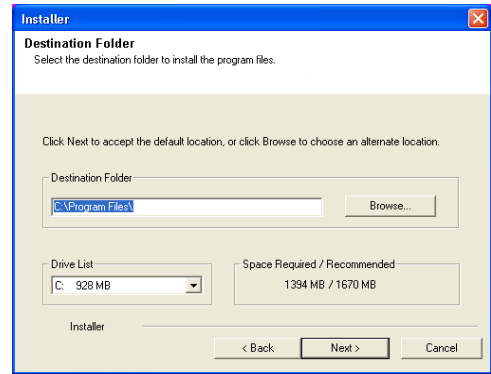 Installer
Destination Folder
Select the destination folder to install the program files.
Click Next to accept the default location, or click Browse to choose an alternate location.
Destination Folder
C:\Program Files\
Browse...
Drive List
Space Required / Recommended
C: 928 MB
1394 MB / 1670 MB
Installer
< Back
Next >
Cancel